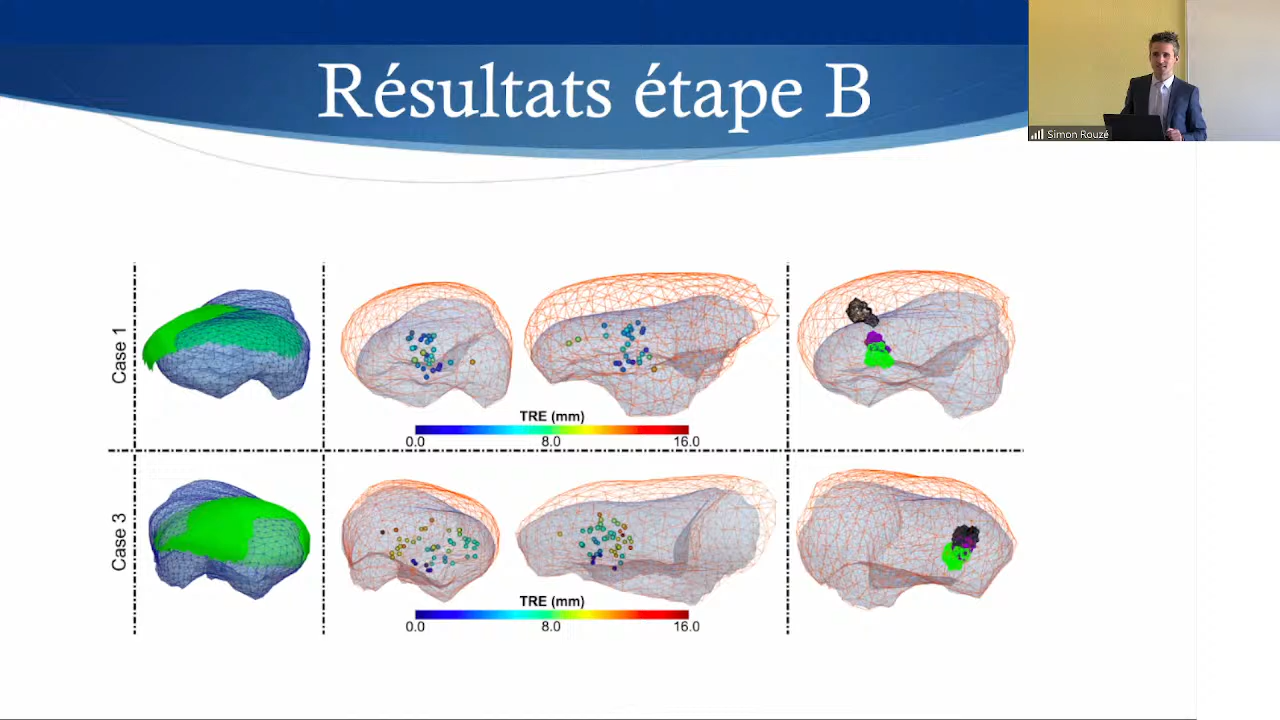 Résultats étape B
Simon Rouzé
Case 1
TRE (mm)
0.0 8.0 16.0
Case 3
TRE (mm)
0.0 8.0 16.0